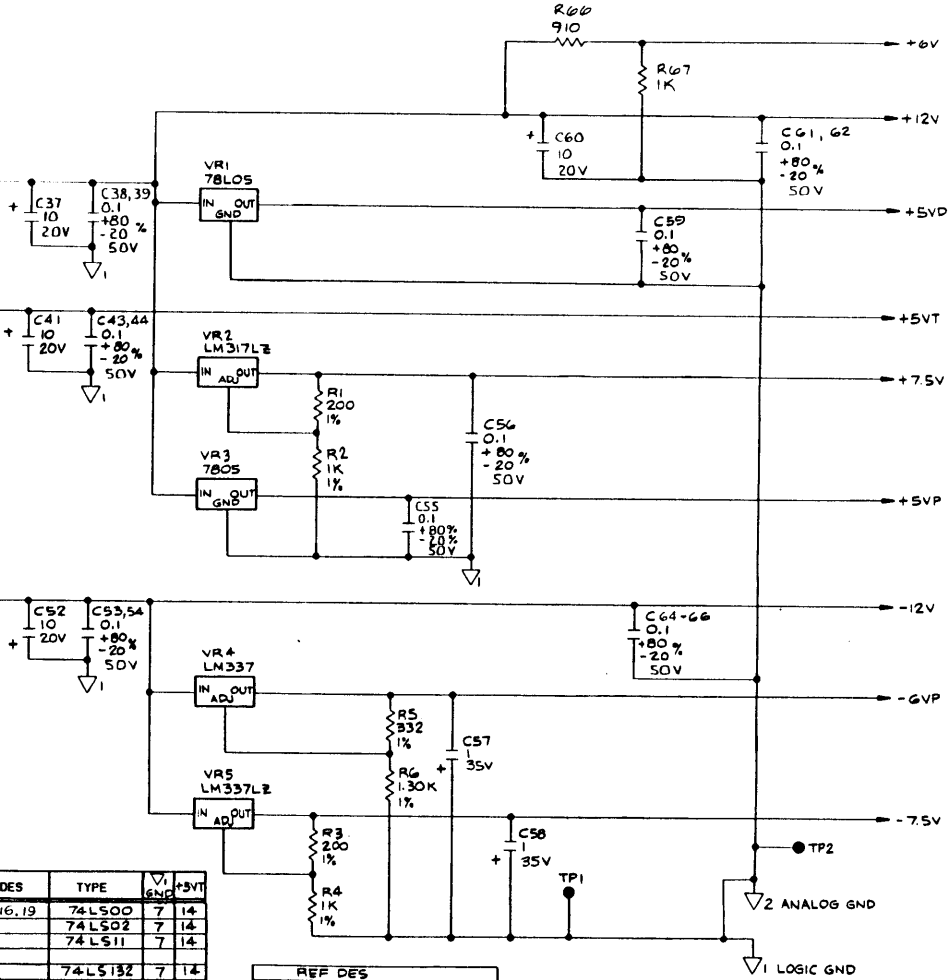 R66
910
+6V
R67
1K
+12V
+ C60
10
20V
C61, 62
0.1
+80
-20 %
50V
VR1
78L05
IN OUT
GND
+ C37
10
20V
C38,39
0.1
+80
-20 %
50V
1
+5VD
C59
0.1
+80
-20 %
50V
+5VT
+ C41
10
20V
C43,44
0.1
+80
-20 %
50V
1
VR2
LM317LZ
IN OUT
ADJ
+7.5V
R1
200
1%
R2
1K
1%
C56
0.1
+80 %
-20
50V
VR3
7805
IN OUT
GND
+5VP
C55
0.1
+80%
-20%
50V
1
-12V
C52
10
+ 20V
C53,54
0.1
+80
-20 %
50V
1
C64-66
0.1
+80 %
-20
50V
VR4
LM337
IN OUT
ADJ
-6VP
R5
332
1%
C57
1
+ 35V
R6
1.30K
1%
VR5
LM337LZ
IN OUT
ADJ
-7.5V
R3
200
1%
C58
1
+ 35V
R4
1K
1%
TP1
TP2
2 ANALOG GND
1 LOGIC GND
DES TYPE 1 GND +5VT
16,19 74LS00 7 14
74LS02 7 14
74LS11 7 14
74LS132 7 14
REF DES